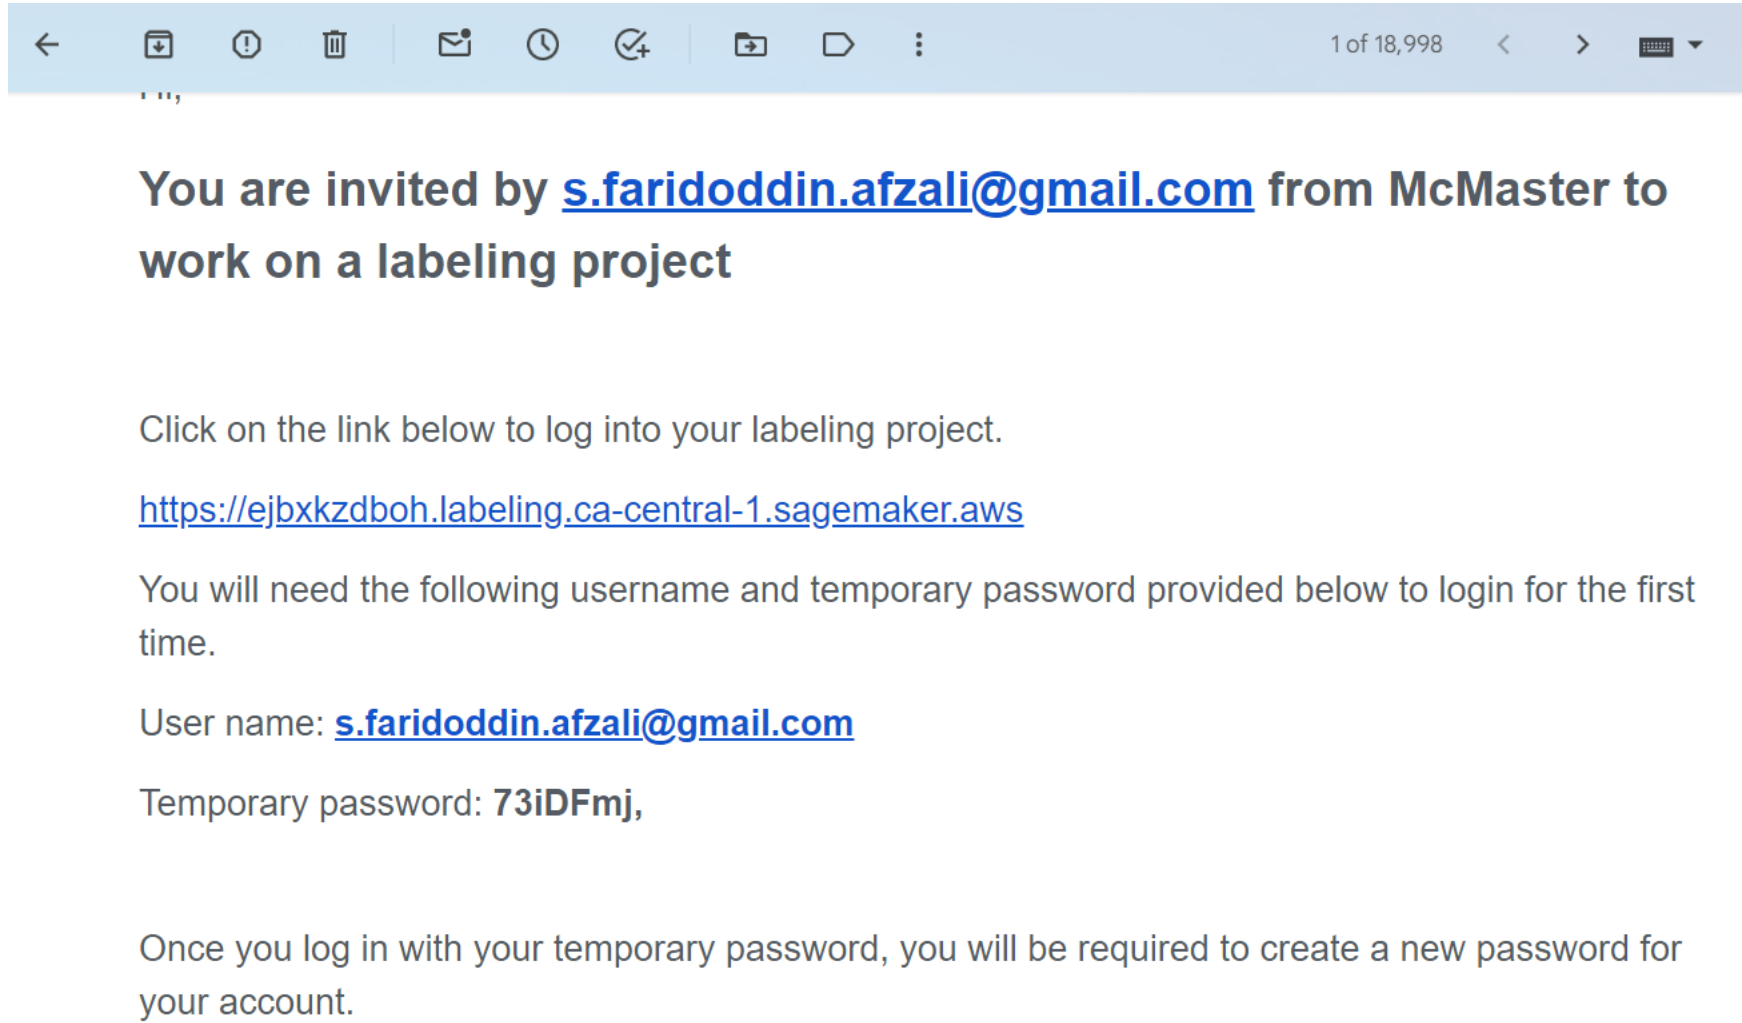 1 of 18,998
Hi,
You are invited by s.faridoddin.afzali@gmail.com from McMaster to
work on a labeling project
Click on the link below to log into your labeling project.
https://ejbxkzdboh.labeling.ca-central-1.sagemaker.aws
You will need the following username and temporary password provided below to login for the first
time.
User name: s.faridoddin.afzali@gmail.com
Temporary password: 73iDFmj,
Once you log in with your temporary password, you will be required to create a new password for
your account.